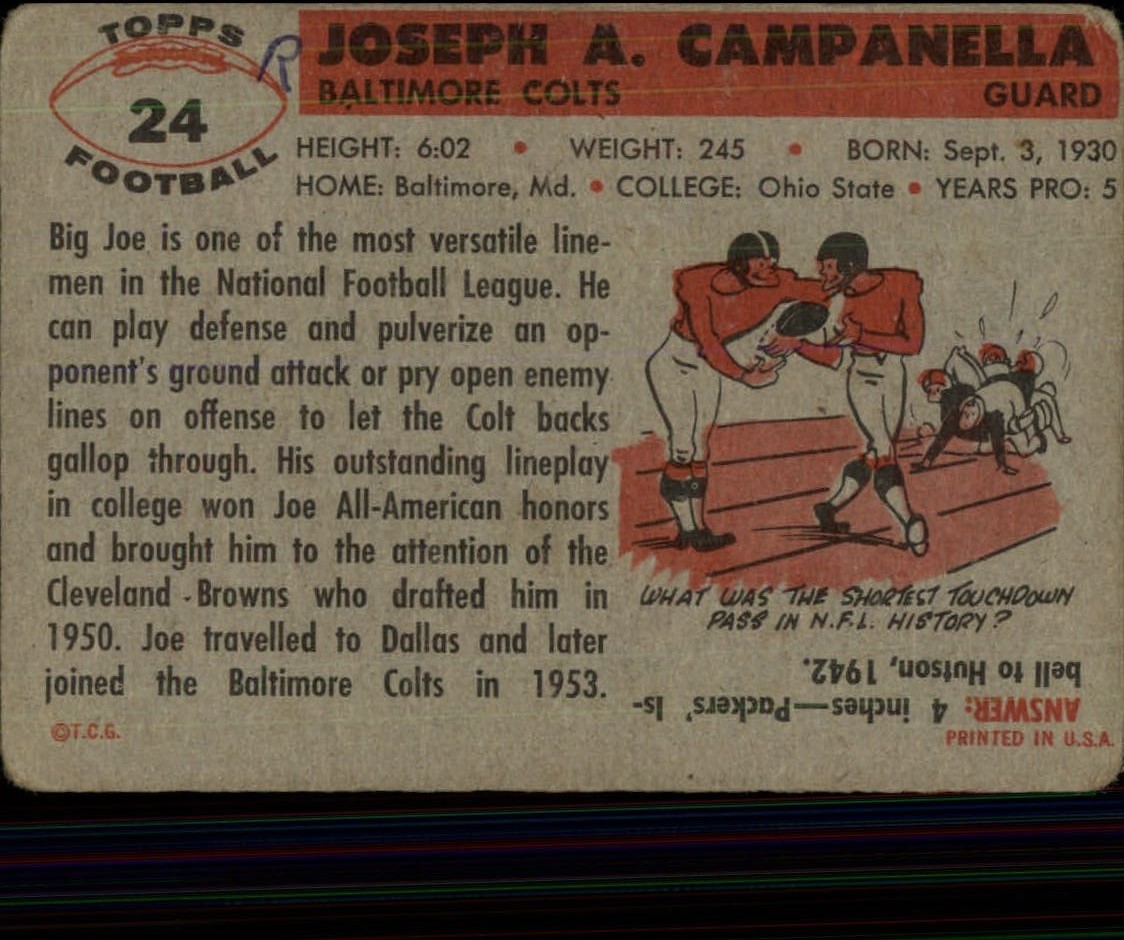 TOPPS
24
FOOTBALL
R
JOSEPH A. CAMPANELLA
BALTIMORE COLTS GUARD
HEIGHT: 6:02 • WEIGHT: 245 • BORN: Sept. 3, 1930
HOME: Baltimore, Md. • COLLEGE: Ohio State • YEARS PRO: 5
Big Joe is one of the most versatile line-
men in the National Football League. He
can play defense and pulverize an op-
ponent's ground attack or pry open enemy
lines on offense to let the Colt backs
gallop through. His outstanding lineplay
in college won Joe All-American honors
and brought him to the attention of the
Cleveland Browns who drafted him in
1950. Joe travelled to Dallas and later
joined the Baltimore Colts in 1953.
©T.C.G.
WHAT WAS THE SHORTEST TOUCHDOWN
PASS IN N.F.L. HISTORY?
ANSWER: 4 inches—Packers' Is-
bell to Hutson, 1942.
PRINTED IN U.S.A.